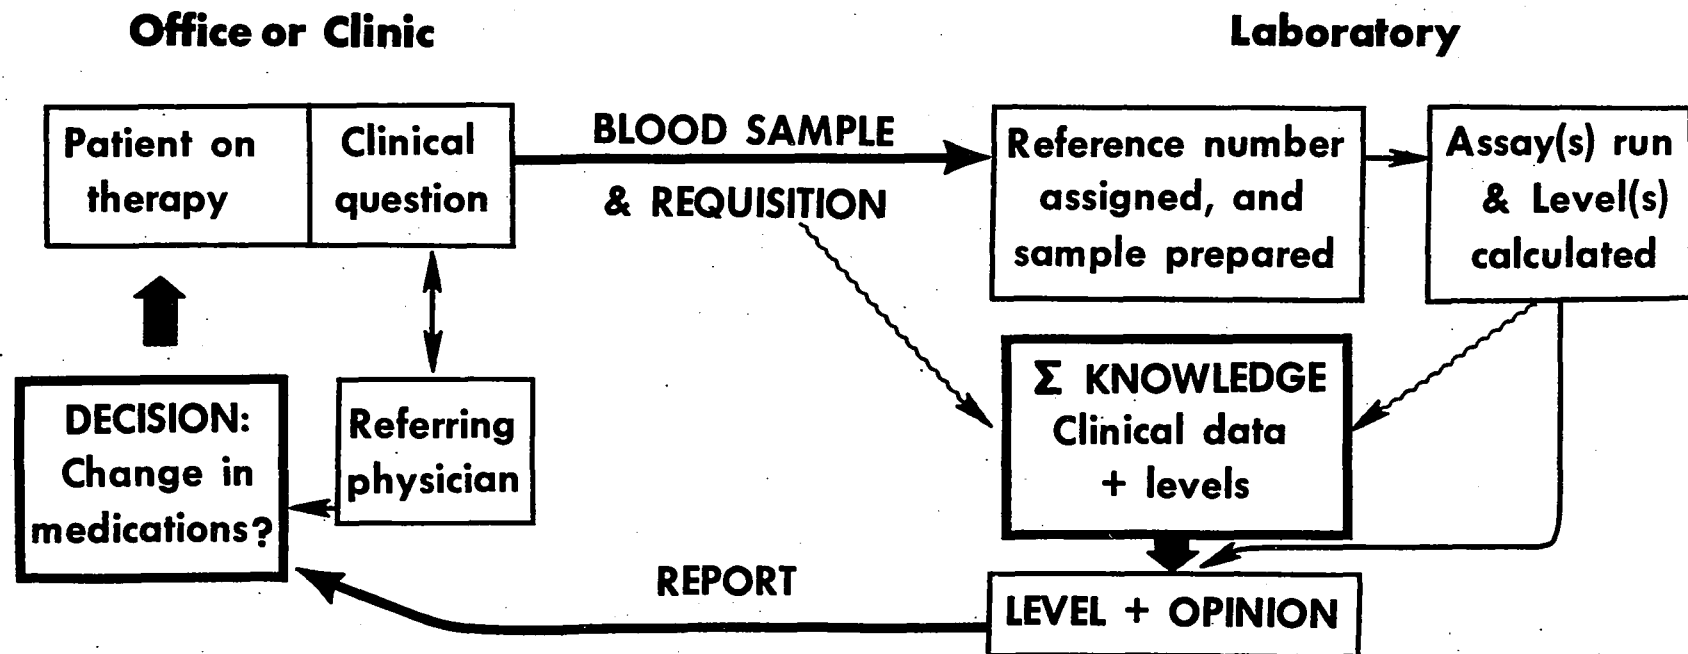 Office or Clinic
Laboratory
Patient on
therapy
Clinical
question
BLOOD SAMPLE
& REQUISITION
Reference number
assigned, and
sample prepared
Assay(s) run
& Level(s)
calculated
Σ KNOWLEDGE
Clinical data
+ levels
DECISION:
Change in
medications?
Referring
physician
REPORT
LEVEL + OPINION